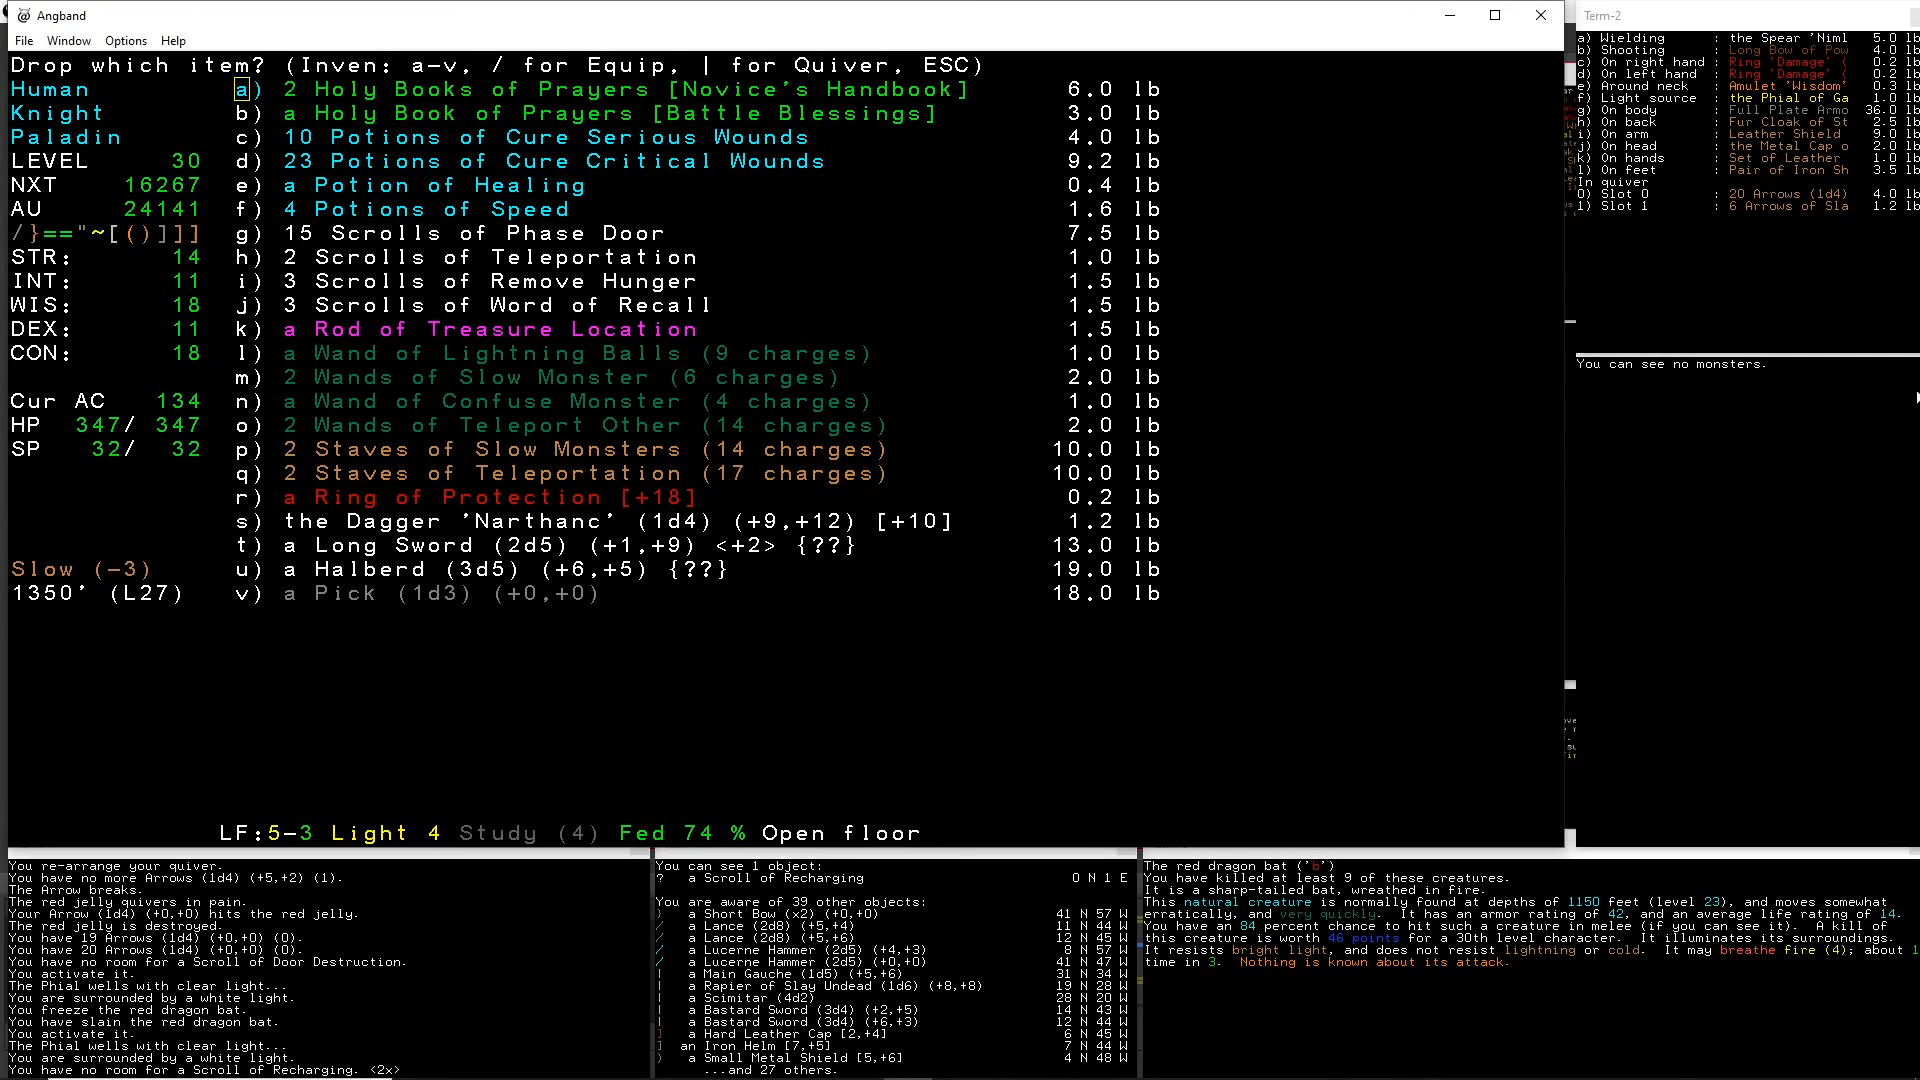 Angband
File Window Options Help
Drop which item? (Inven: a-v, / for Equip, | for Quiver, ESC)
Human a) 2 Holy Books of Prayers [Novice's Handbook] 6.0 lb
Knight b) a Holy Book of Prayers [Battle Blessings] 3.0 lb
Paladin c) 10 Potions of Cure Serious Wounds 4.0 lb
LEVEL 30 d) 23 Potions of Cure Critical Wounds 9.2 lb
NXT 16267 e) a Potion of Healing 0.4 lb
AU 24141 f) 4 Potions of Speed 1.6 lb
/}=="~[()]]] g) 15 Scrolls of Phase Door 7.5 lb
STR: 14 h) 2 Scrolls of Teleportation 1.0 lb
INT: 11 i) 3 Scrolls of Remove Hunger 1.5 lb
WIS: 18 j) 3 Scrolls of Word of Recall 1.5 lb
DEX: 11 k) a Rod of Treasure Location 1.5 lb
CON: 18 l) a Wand of Lightning Balls (9 charges) 1.0 lb
m) 2 Wands of Slow Monster (6 charges) 2.0 lb
Cur AC 134 n) a Wand of Confuse Monster (4 charges) 1.0 lb
HP 347/ 347 o) 2 Wands of Teleport Other (14 charges) 2.0 lb
SP 32/ 32 p) 2 Staves of Slow Monsters (14 charges) 10.0 lb
q) 2 Staves of Teleportation (17 charges) 10.0 lb
r) a Ring of Protection [+18] 0.2 lb
s) the Dagger 'Narthanc' (1d4) (+9,+12) [+10] 1.2 lb
t) a Long Sword (2d5) (+1,+9) <+2> {??} 13.0 lb
Slow (-3) u) a Halberd (3d5) (+6,+5) {??} 19.0 lb
1350' (L27) v) a Pick (1d3) (+0,+0) 18.0 lb
LF:5-3 Light 4 Study (4) Fed 74 % Open floor
Term-2
a) Wielding : the Spear 'Niml 5.0 lb
b) Shooting : Long Bow of Pow 4.0 lb
c) On right hand : Ring 'Damage' ( 0.2 lb
d) On left hand : Ring 'Damage' ( 0.2 lb
e) Around neck : Amulet 'Wisdom' 0.3 lb
f) Light source : the Phial of Ga 1.0 lb
g) On body : Full Plate Armo 36.0 lb
h) On back : Fur Cloak of St 2.5 lb
i) On arm : Leather Shield 9.0 lb
j) On head : the Metal Cap o 2.0 lb
k) On hands : Set of Leather 1.0 lb
l) On feet : Pair of Iron Sh 3.5 lb
In quiver
0) Slot 0 : 20 Arrows (1d4) 4.0 lb
1) Slot 1 : 6 Arrows of Sla 1.2 lb
You can see no monsters.
You re-arrange your quiver.
You have no more Arrows (1d4) (+5,+2) (1).
The Arrow breaks.
The red jelly quivers in pain.
Your Arrow (1d4) (+0,+0) hits the red jelly.
The red jelly is destroyed.
You have 19 Arrows (1d4) (+0,+0) (0).
You have 20 Arrows (1d4) (+0,+0) (0).
You have no room for a Scroll of Door Destruction.
You activate it.
The Phial wells with clear light...
You are surrounded by a white light.
You freeze the red dragon bat.
You have slain the red dragon bat.
You activate it.
The Phial wells with clear light...
You are surrounded by a white light.
You have no room for a Scroll of Recharging. <2x>
You can see 1 object:
? a Scroll of Recharging 0 N 1 E
You are aware of 39 other objects:
} a Short Bow (x2) (+0,+0) 41 N 57 W
/ a Lance (2d8) (+5,+4) 11 N 44 W
/ a Lance (2d8) (+5,+6) 12 N 45 W
/ a Lucerne Hammer (2d5) (+4,+3) 8 N 57 W
/ a Lucerne Hammer (2d5) (+0,+0) 41 N 47 W
| a Main Gauche (1d5) (+5,+6) 31 N 34 W
| a Rapier of Slay Undead (1d6) (+8,+8) 19 N 28 W
| a Scimitar (4d2) 28 N 20 W
| a Bastard Sword (3d4) (+2,+5) 14 N 43 W
| a Bastard Sword (3d4) (+6,+3) 12 N 44 W
] a Hard Leather Cap [2,+4] 6 N 45 W
] an Iron Helm [7,+5] 7 N 44 W
) a Small Metal Shield [5,+6] 4 N 48 W
...and 27 others.
The red dragon bat ('b')
You have killed at least 9 of these creatures.
It is a sharp-tailed bat, wreathed in fire.
This natural creature is normally found at depths of 1150 feet (level 23), and moves somewhat
erratically, and very quickly. It has an armor rating of 42, and an average life rating of 14.
You have an 84 percent chance to hit such a creature in melee (if you can see it). A kill of
this creature is worth 46 points for a 30th level character. It illuminates its surroundings.
It resists bright light, and does not resist lightning or cold. It may breathe fire (4); about 1
time in 3. Nothing is known about its attack.